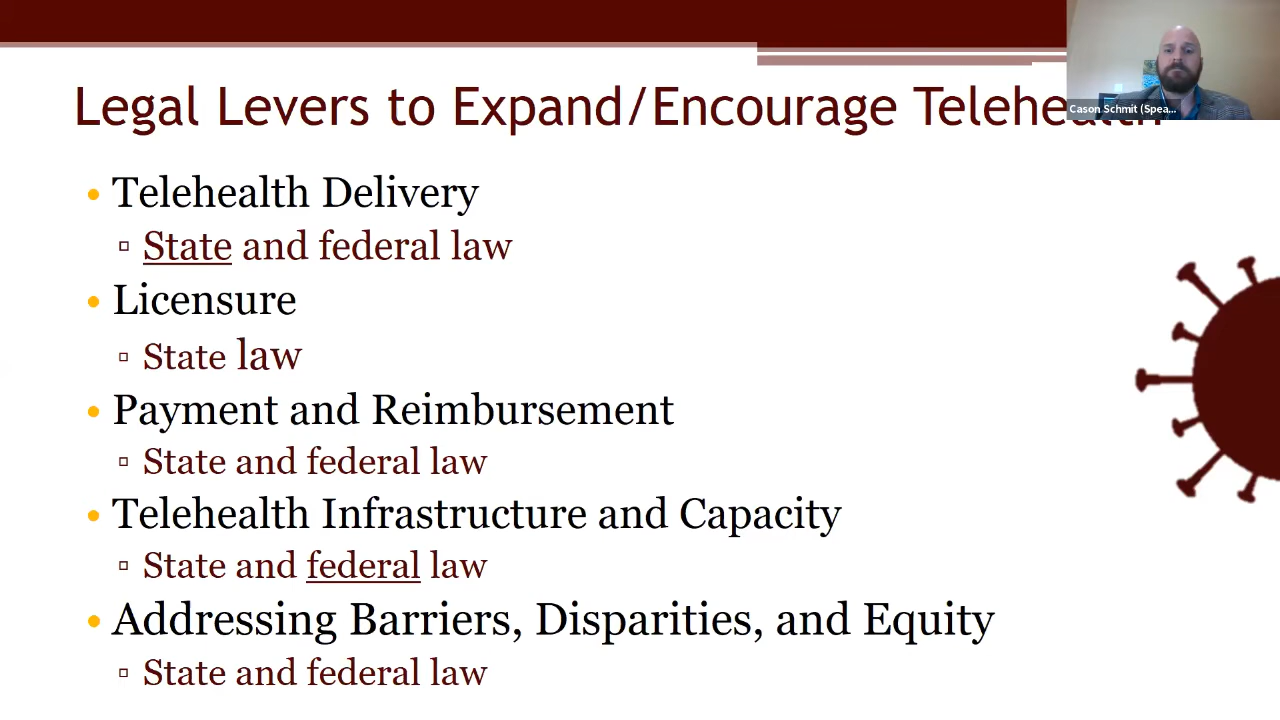 Legal Levers to Expand/Encourage Telehealth
Cason Schmit (Spea...
• Telehealth Delivery
▫ State and federal law
• Licensure
▫ State law
• Payment and Reimbursement
▫ State and federal law
• Telehealth Infrastructure and Capacity
▫ State and federal law
• Addressing Barriers, Disparities, and Equity
▫ State and federal law